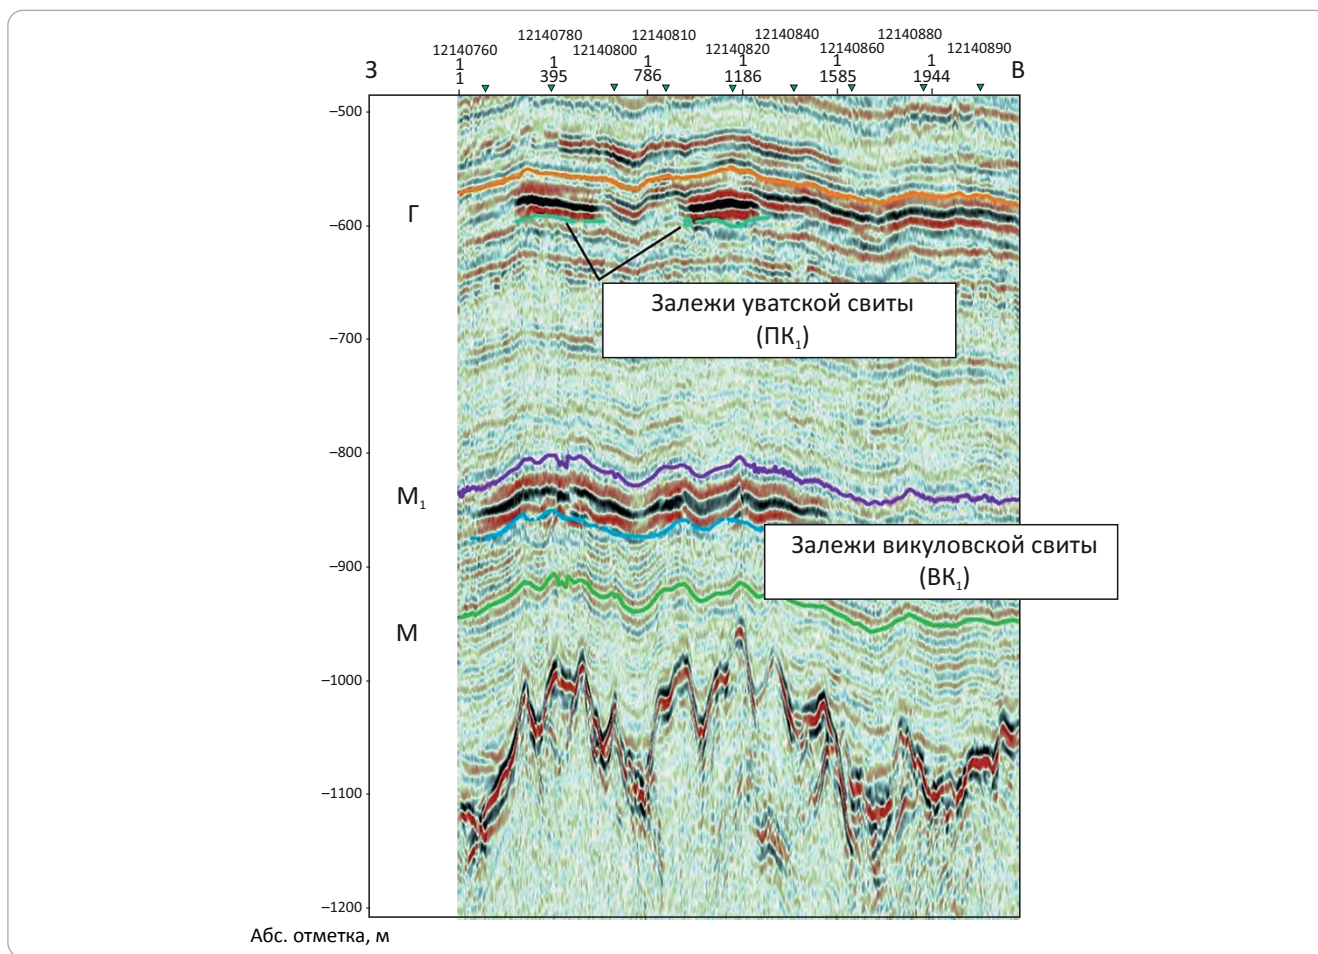 12140780 12140810 12140840 12140880
12140760 12140800 12140820 12140860 12140890
1 1 1 1 1 1
З 1 395 786 1186 1585 1944 В
–500
Г
–600
Залежи уватской свиты
(ПК₁)
–700
–800
М₁
Залежи викуловской свиты
(ВК₁)
–900
М
–1000
–1100
–1200
Абс. отметка, м